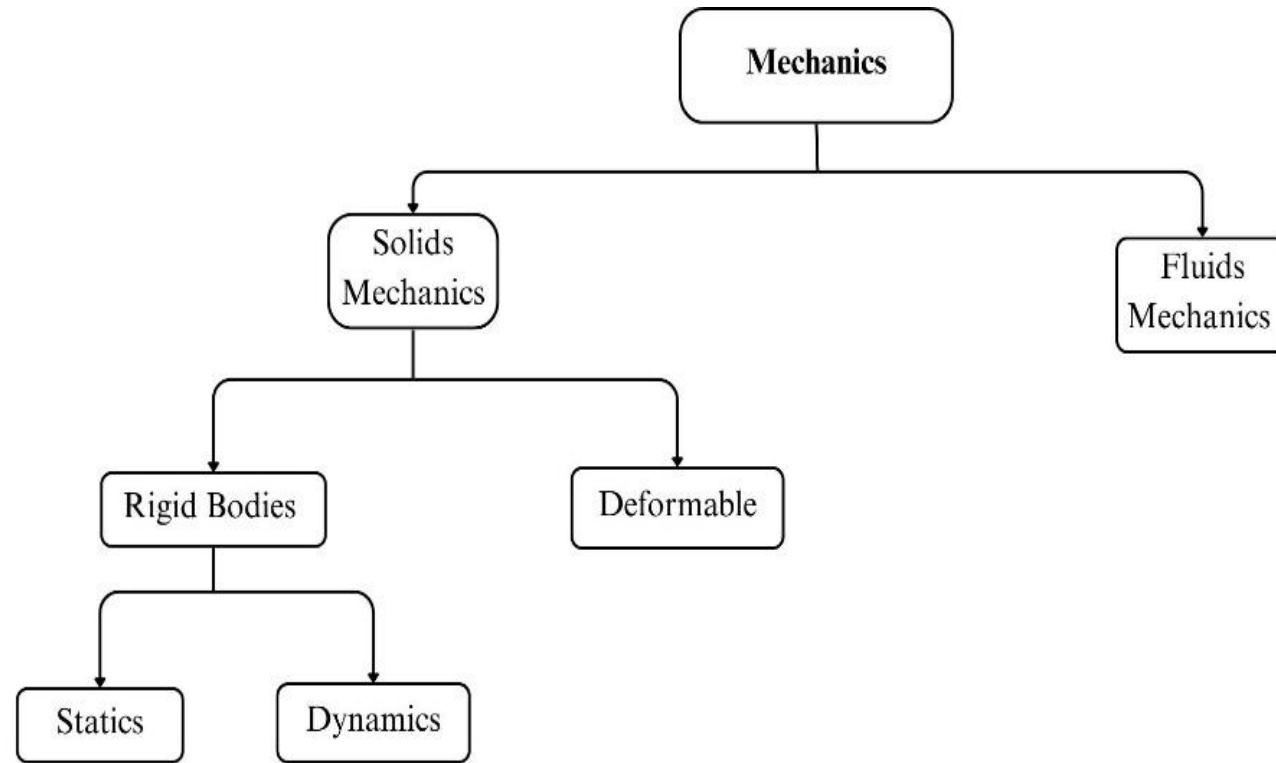 Mechanics
Solids
Mechanics
Fluids
Mechanics
Rigid Bodies
Deformable
Statics
Dynamics